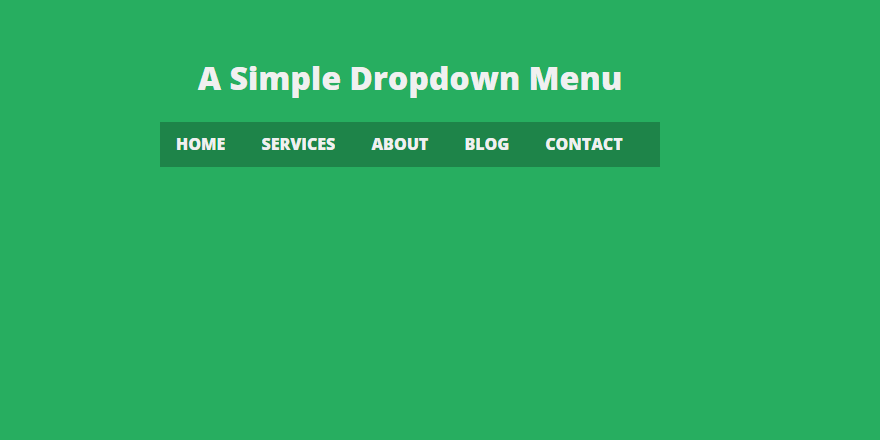 A Simple Dropdown Menu
HOME SERVICES ABOUT BLOG CONTACT